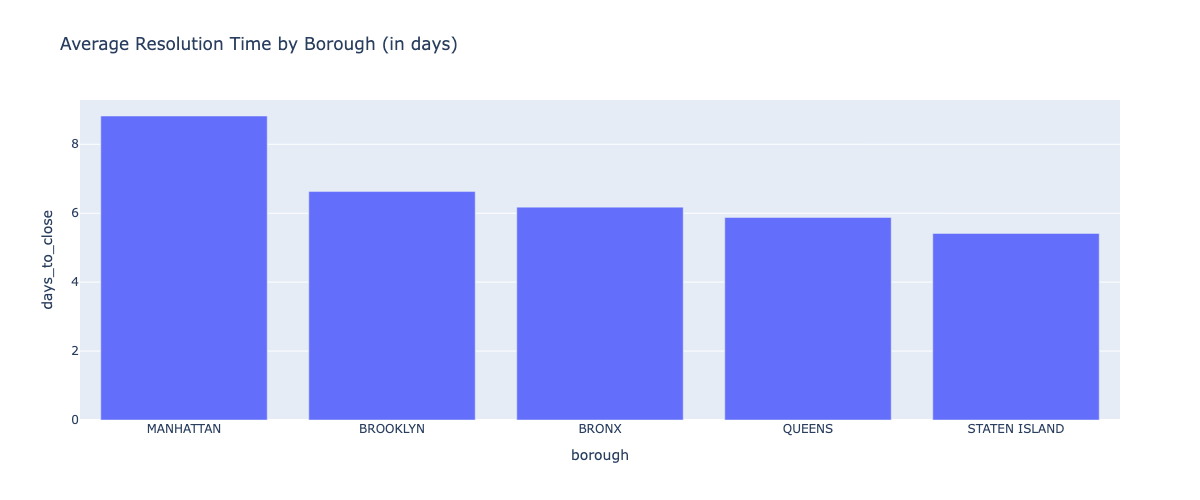 Average Resolution Time by Borough (in days)
8
6
4
2
0
days_to_close
MANHATTAN BROOKLYN BRONX QUEENS STATEN ISLAND
borough